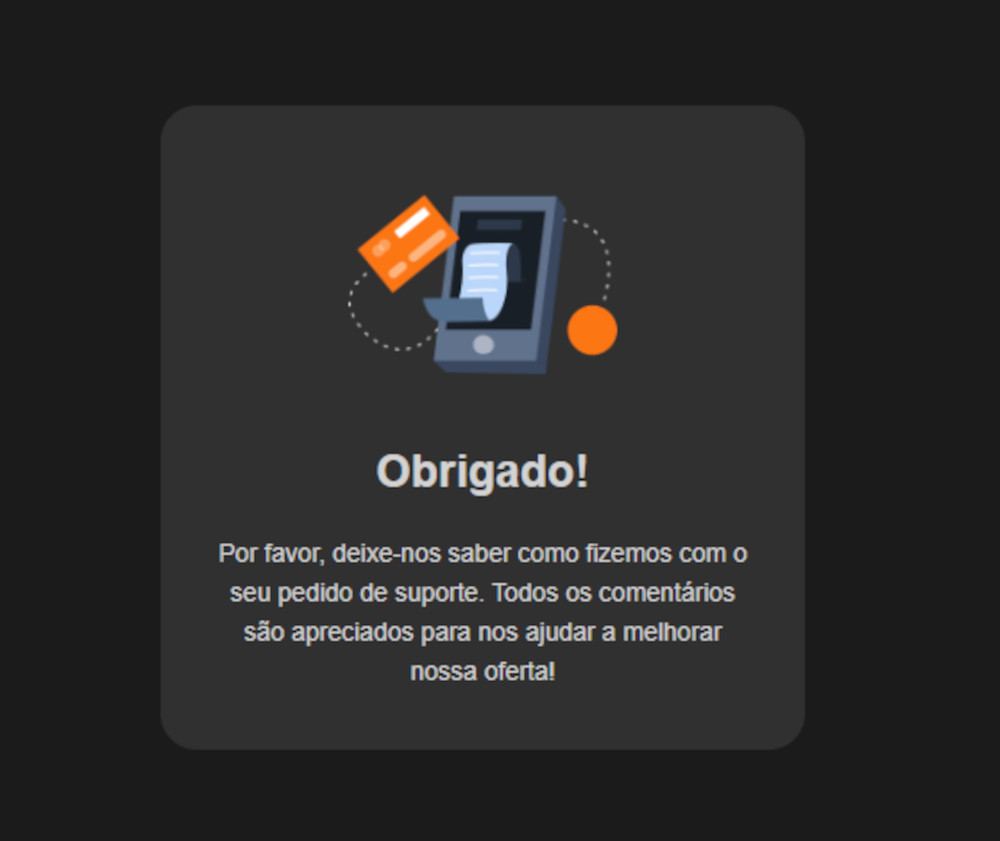 Obrigado!
Por favor, deixe-nos saber como fizemos com o
seu pedido de suporte. Todos os comentários
são apreciados para nos ajudar a melhorar
nossa oferta!